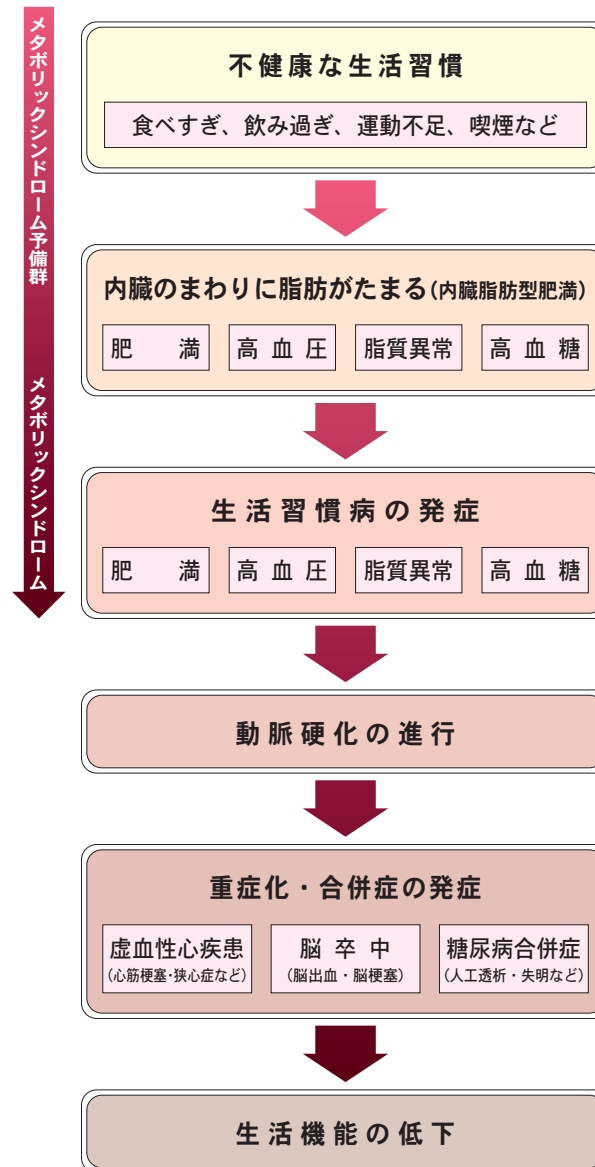 メタボリックシンドローム予備群
メタボリックシンドローム
不健康な生活習慣
食べすぎ、飲み過ぎ、運動不足、喫煙など
内臓のまわりに脂肪がたまる(内臓脂肪型肥満)
肥満 高血圧 脂質異常 高血糖
生活習慣病の発症
肥満 高血圧 脂質異常 高血糖
動脈硬化の進行
重症化・合併症の発症
虚血性心疾患 脳卒中 糖尿病合併症
(心筋梗塞・狭心症など) (脳出血・脳梗塞) (人工透析・失明など)
生活機能の低下